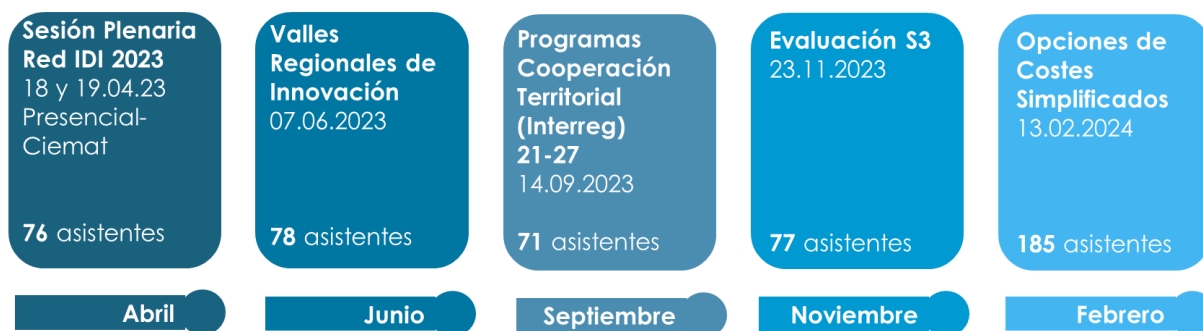 Sesión Plenaria
Red IDI 2023
18 y 19.04.23
Presencial-
Ciemat
76 asistentes
Abril
Valles
Regionales de
Innovación
07.06.2023
78 asistentes
Junio
Programas
Cooperación
Territorial
(Interreg)
21-27
14.09.2023
71 asistentes
Septiembre
Evaluación S3
23.11.2023
77 asistentes
Noviembre
Opciones de
Costes
Simplificados
13.02.2024
185 asistentes
Febrero